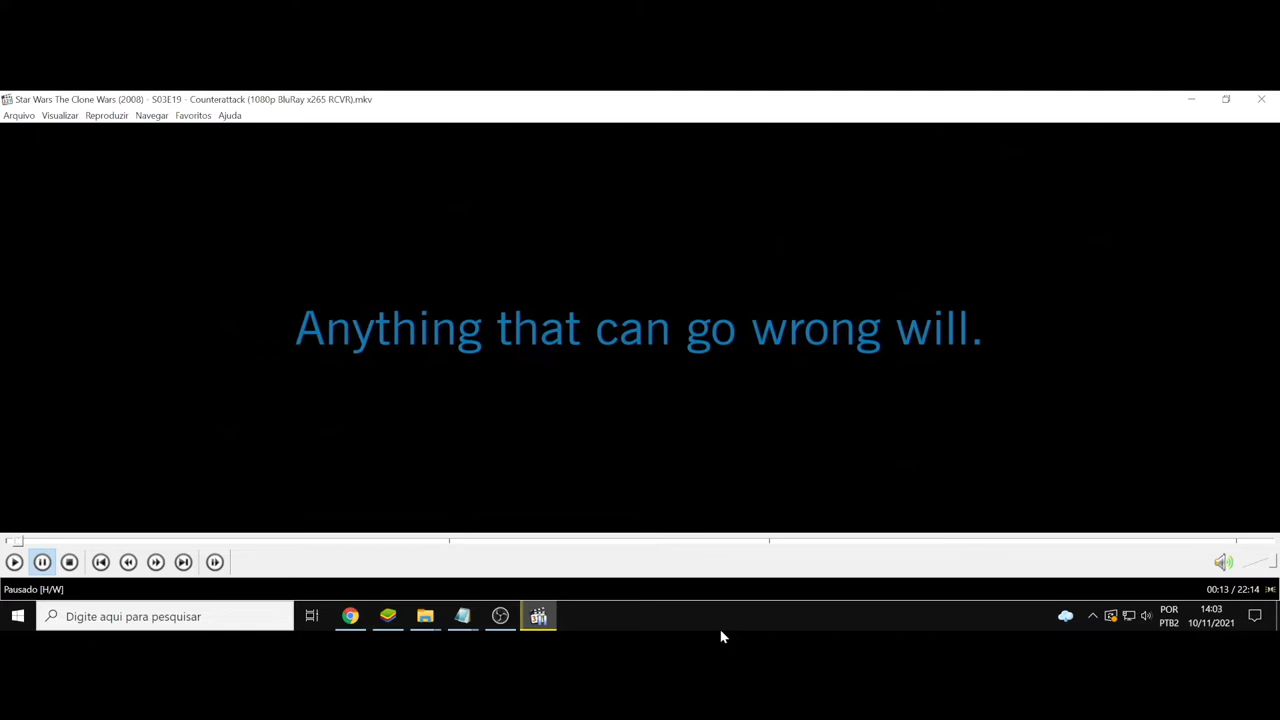 Star Wars The Clone Wars (2008) - S03E19 - Counterattack (1080p BluRay x265 RCVR).mkv
Arquivo Visualizar Reproduzir Navegar Favoritos Ajuda
Anything that can go wrong will.
Pausado [H/W] 00:13 / 22:14
Digite aqui para pesquisar
POR 14:03
PTB2 10/11/2021